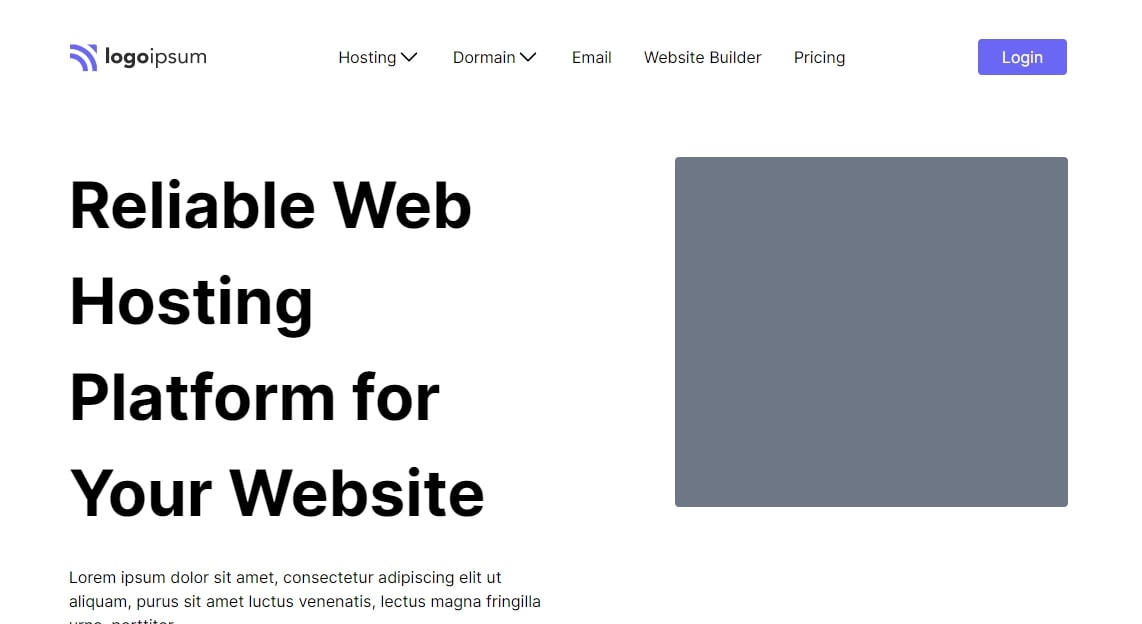 logoipsum
Hosting
Dormain
Email
Website Builder
Pricing
Login
Reliable Web
Hosting
Platform for
Your Website
Lorem ipsum dolor sit amet, consectetur adipiscing elit ut
aliquam, purus sit amet luctus venenatis, lectus magna fringilla